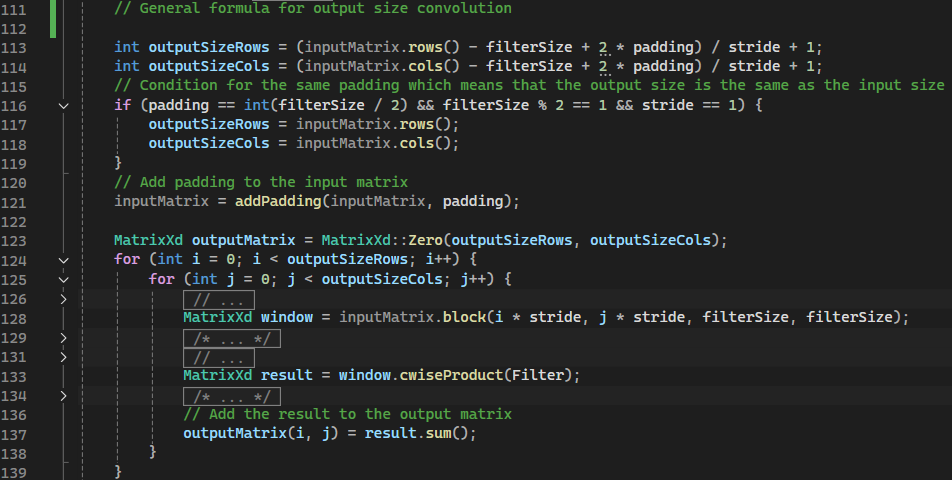 111 // General formula for output size convolution
112
113 int outputSizeRows = (inputMatrix.rows() - filterSize + 2 * padding) / stride + 1;
114 int outputSizeCols = (inputMatrix.cols() - filterSize + 2 * padding) / stride + 1;
115 // Condition for the same padding which means that the output size is the same as the input size
116 if (padding == int(filterSize / 2) && filterSize % 2 == 1 && stride == 1) {
117 outputSizeRows = inputMatrix.rows();
118 outputSizeCols = inputMatrix.cols();
119 }
120 // Add padding to the input matrix
121 inputMatrix = addPadding(inputMatrix, padding);
122
123 MatrixXd outputMatrix = MatrixXd::Zero(outputSizeRows, outputSizeCols);
124 for (int i = 0; i < outputSizeRows; i++) {
125 for (int j = 0; j < outputSizeCols; j++) {
126 // ...
128 MatrixXd window = inputMatrix.block(i * stride, j * stride, filterSize, filterSize);
129 /* ... */
131 // ...
133 MatrixXd result = window.cwiseProduct(Filter);
134 /* ... */
136 // Add the result to the output matrix
137 outputMatrix(i, j) = result.sum();
138 }
139 }